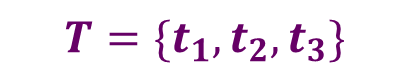 T = {t₁, t₂, t₃}